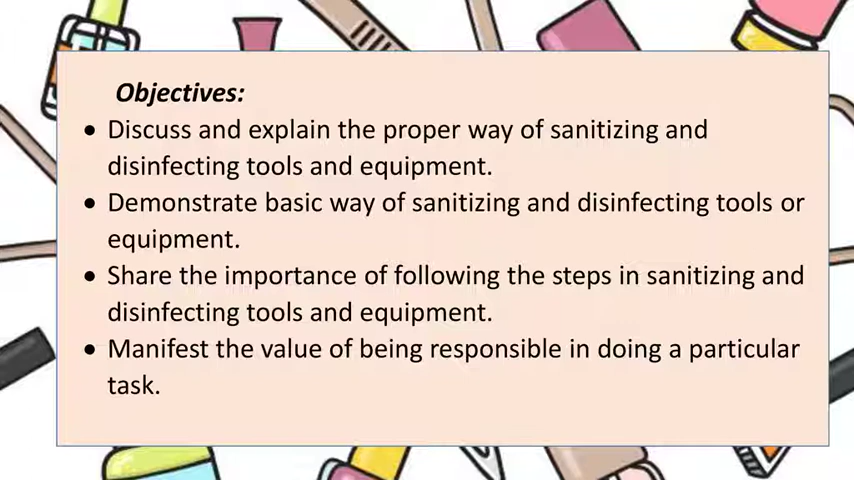 Objectives:
• Discuss and explain the proper way of sanitizing and
disinfecting tools and equipment.
• Demonstrate basic way of sanitizing and disinfecting tools or
equipment.
• Share the importance of following the steps in sanitizing and
disinfecting tools and equipment.
• Manifest the value of being responsible in doing a particular
task.